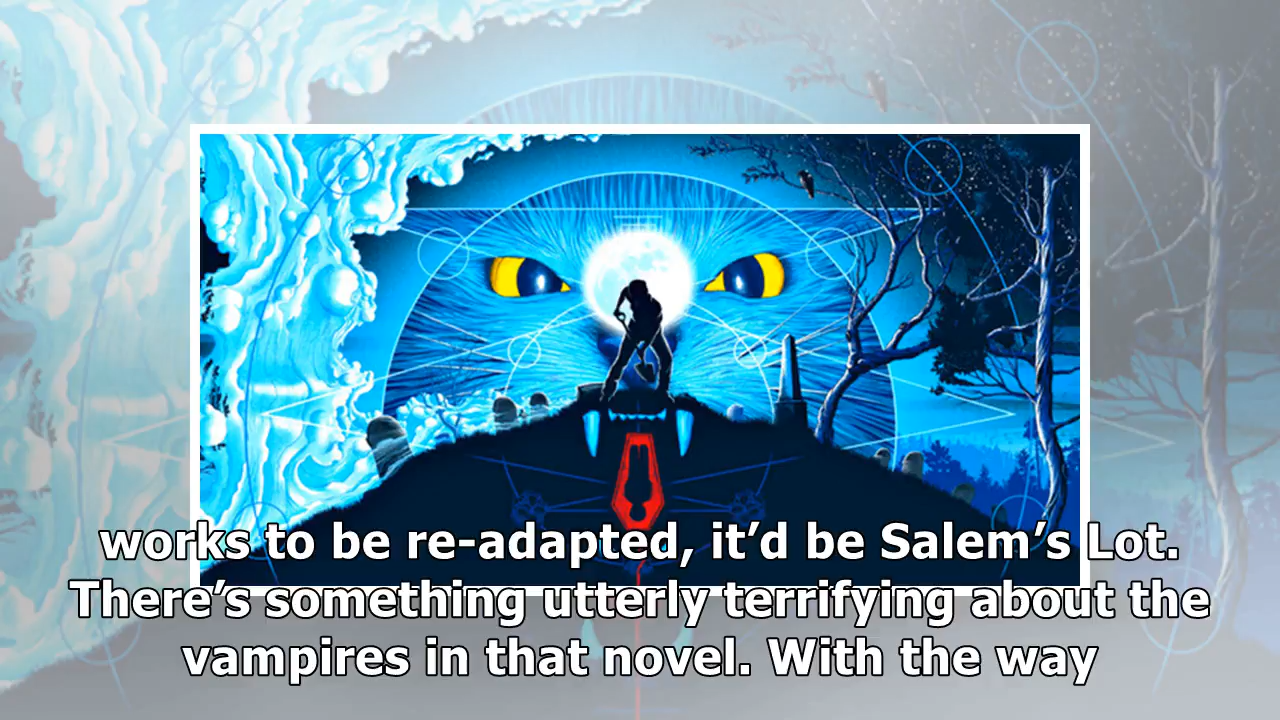 works to be re-adapted, it’d be Salem’s Lot.
There’s something utterly terrifying about the
vampires in that novel. With the way